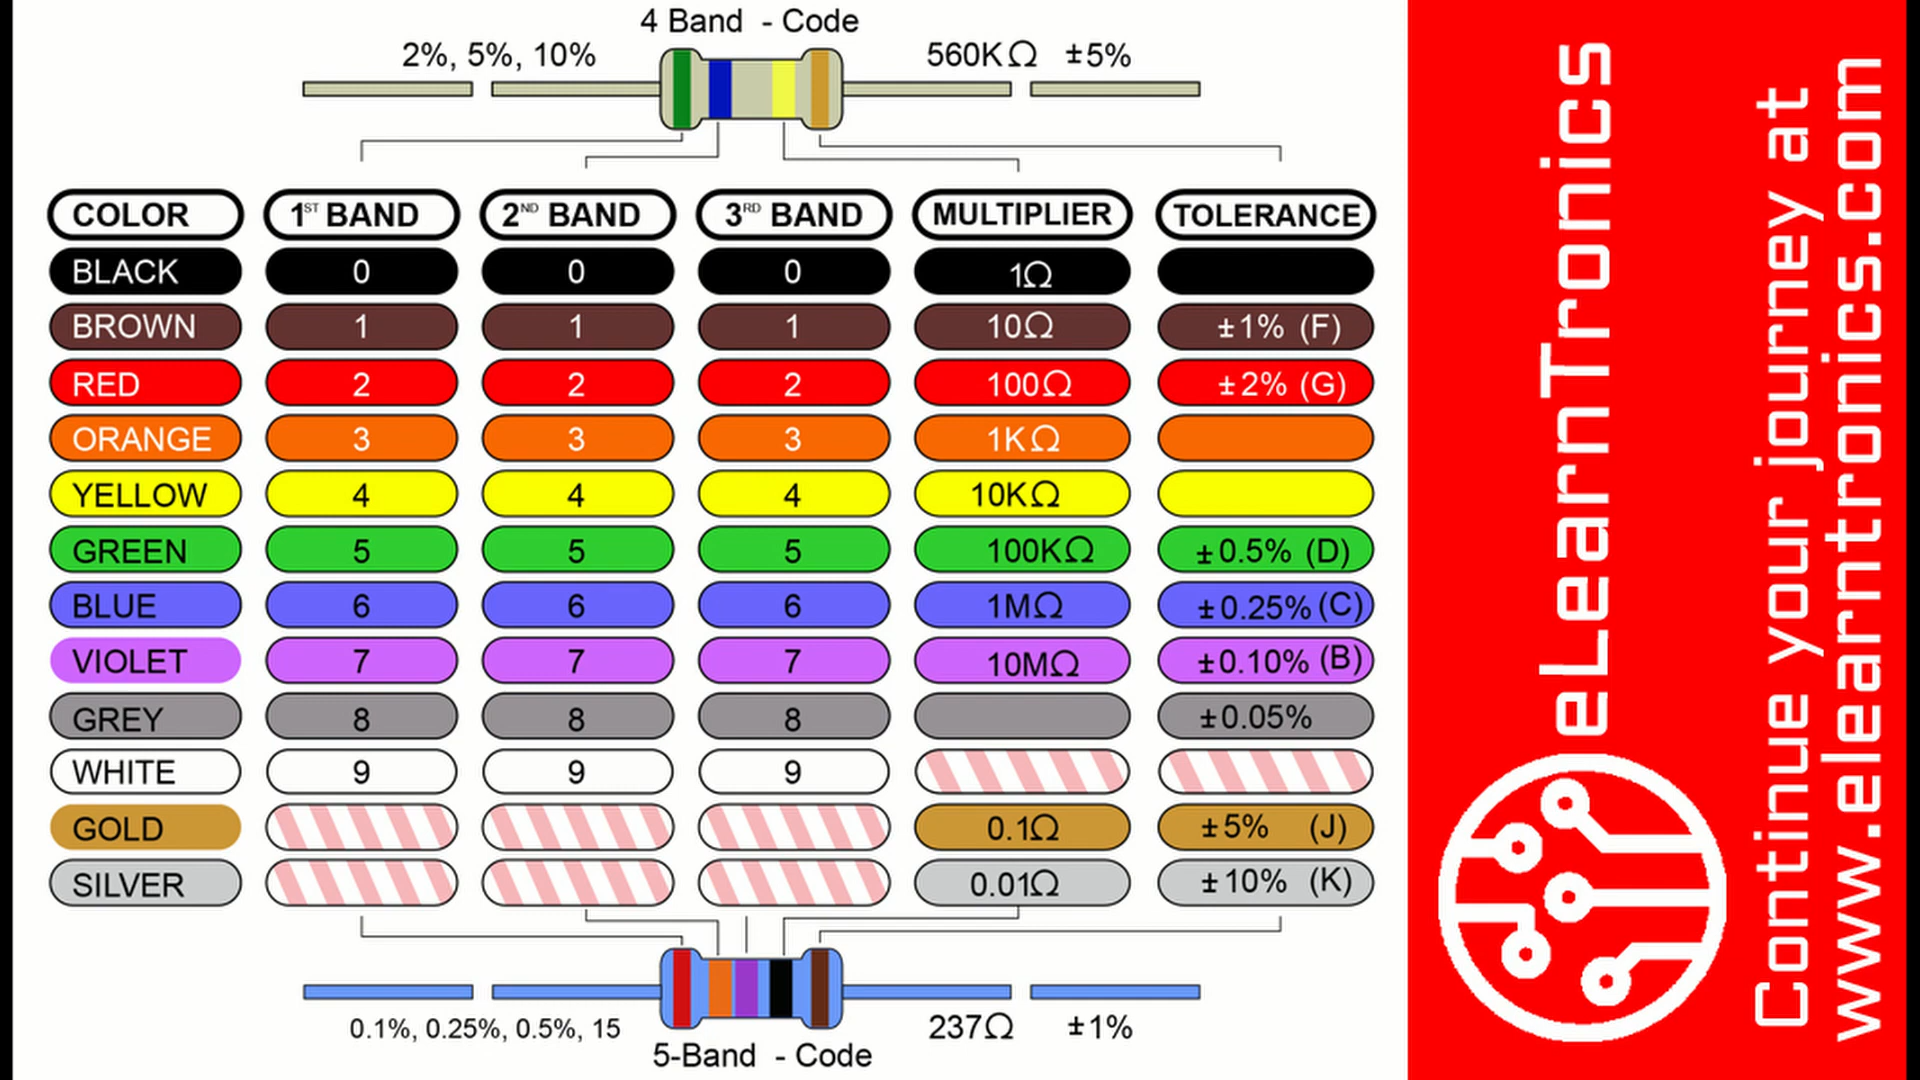 4 Band - Code
2%, 5%, 10%
560KΩ ±5%
COLOR 1ST BAND 2ND BAND 3RD BAND MULTIPLIER TOLERANCE
BLACK 0 0 0 1Ω
BROWN 1 1 1 10Ω ±1% (F)
RED 2 2 2 100Ω ±2% (G)
ORANGE 3 3 3 1KΩ
YELLOW 4 4 4 10KΩ
GREEN 5 5 5 100KΩ ±0.5% (D)
BLUE 6 6 6 1MΩ ±0.25% (C)
VIOLET 7 7 7 10MΩ ±0.10% (B)
GREY 8 8 8 ±0.05%
WHITE 9 9 9
GOLD 0.1Ω ±5% (J)
SILVER 0.01Ω ±10% (K)
0.1%, 0.25%, 0.5%, 15
237Ω ±1%
5-Band - Code
eLearnTronics
Continue your journey at
www.elearntronics.com